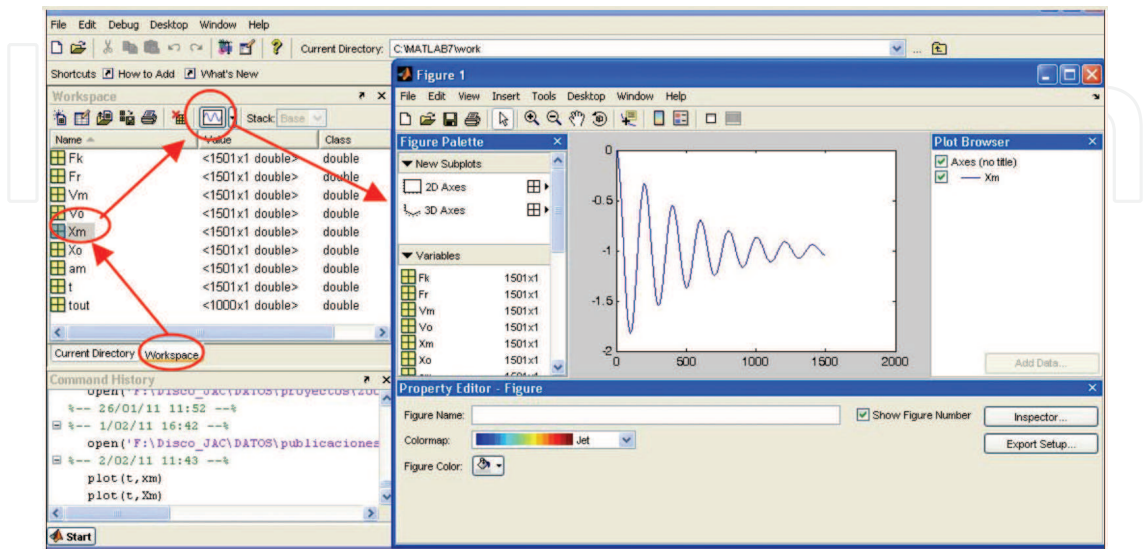 File Edit Debug Desktop Window Help
Current Directory: C:\MATLAB7\work
...
Shortcuts How to Add What's New
Workspace
Stack: Base
Name Value Class
Fk <1501x1 double> double
Fr <1501x1 double> double
Vm <1501x1 double> double
Vo <1501x1 double> double
Xm <1501x1 double> double
Xo <1501x1 double> double
am <1501x1 double> double
t <1501x1 double> double
tout <1000x1 double> double
Current Directory Workspace
Command History
open('F:\Disco_JAC\DATOS\proyectos\200
%-- 26/01/11 11:52 --%
%-- 1/02/11 16:42 --%
open('F:\Disco_JAC\DATOS\publicaciones
%-- 2/02/11 11:43 --%
plot(t,xm)
plot(t,Xm)
Start
Figure 1
File Edit View Insert Tools Desktop Window Help
Figure Palette
New Subplots
2D Axes
3D Axes
Variables
Fk 1501x1
Fr 1501x1
Vm 1501x1
Vo 1501x1
Xm 1501x1
Xo 1501x1
0
-0.5
-1
-1.5
-2
0 500 1000 1500 2000
Plot Browser
Axes (no title)
Xm
Add Data...
Property Editor - Figure
Figure Name:
Show Figure Number
Inspector...
Colormap: Jet
Export Setup...
Figure Color: